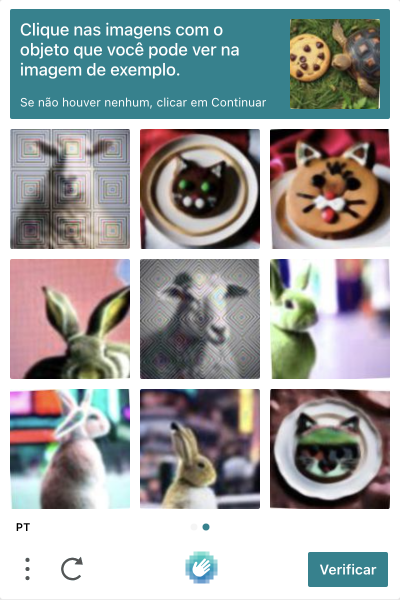 Clique nas imagens com o
objeto que você pode ver na
imagem de exemplo.
Se não houver nenhum, clicar em Continuar
PT
Verificar